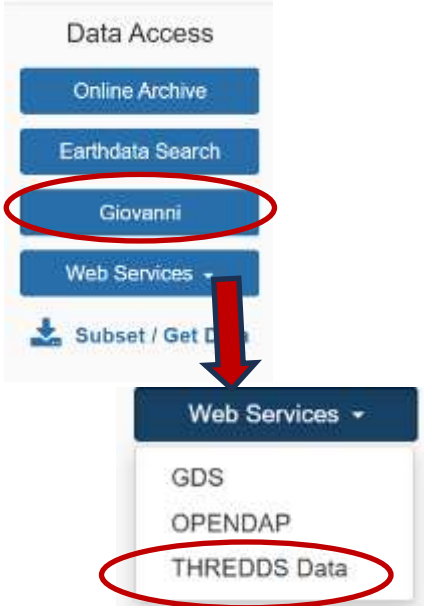 Data Access
Online Archive
Earthdata Search
Giovanni
Web Services
Subset / Get
Web Services
GDS
OPENDAP
THREDDS Data